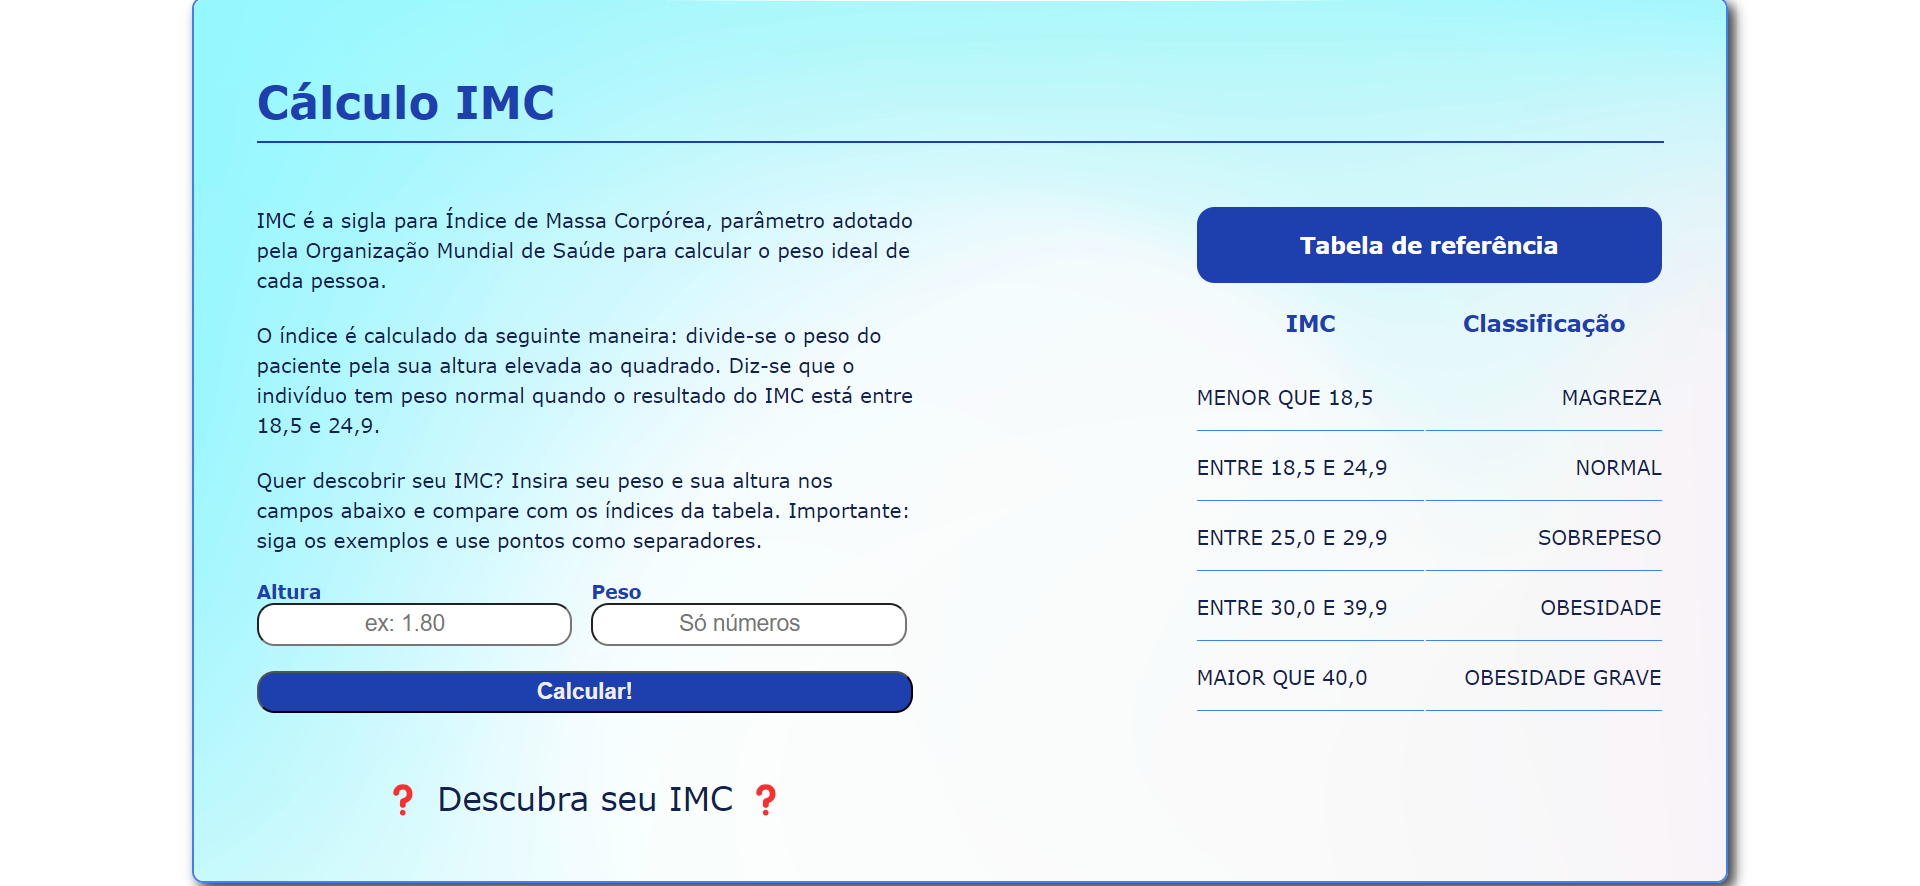 Cálculo IMC
IMC é a sigla para Índice de Massa Corpórea, parâmetro adotado
pela Organização Mundial de Saúde para calcular o peso ideal de
cada pessoa.
O índice é calculado da seguinte maneira: divide-se o peso do
paciente pela sua altura elevada ao quadrado. Diz-se que o
indivíduo tem peso normal quando o resultado do IMC está entre
18,5 e 24,9.
Quer descobrir seu IMC? Insira seu peso e sua altura nos
campos abaixo e compare com os índices da tabela. Importante:
siga os exemplos e use pontos como separadores.
Altura Peso
ex: 1.80 Só números
Calcular!
❓ Descubra seu IMC ❓
Tabela de referência
IMC Classificação
MENOR QUE 18,5 MAGREZA
ENTRE 18,5 E 24,9 NORMAL
ENTRE 25,0 E 29,9 SOBREPESO
ENTRE 30,0 E 39,9 OBESIDADE
MAIOR QUE 40,0 OBESIDADE GRAVE